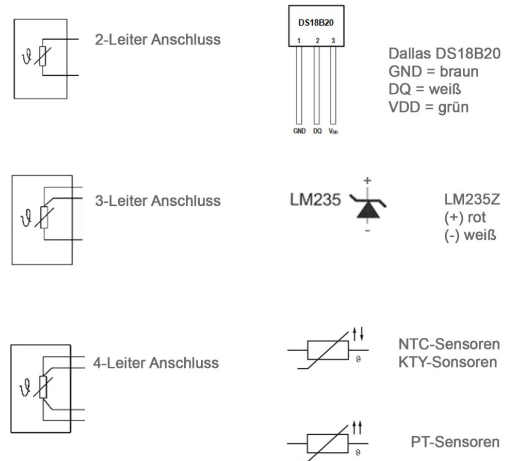 2-Leiter Anschluss
DS18B20
1 2 3
GND DQ VDD
Dallas DS18B20
GND = braun
DQ = weiß
VDD = grün
3-Leiter Anschluss
LM235
+
-
LM235Z
(+) rot
(-) weiß
4-Leiter Anschluss
NTC-Sensoren
KTY-Sonsoren
PT-Sensoren
ϑ
ϑ
ϑ
ϑ
ϑ